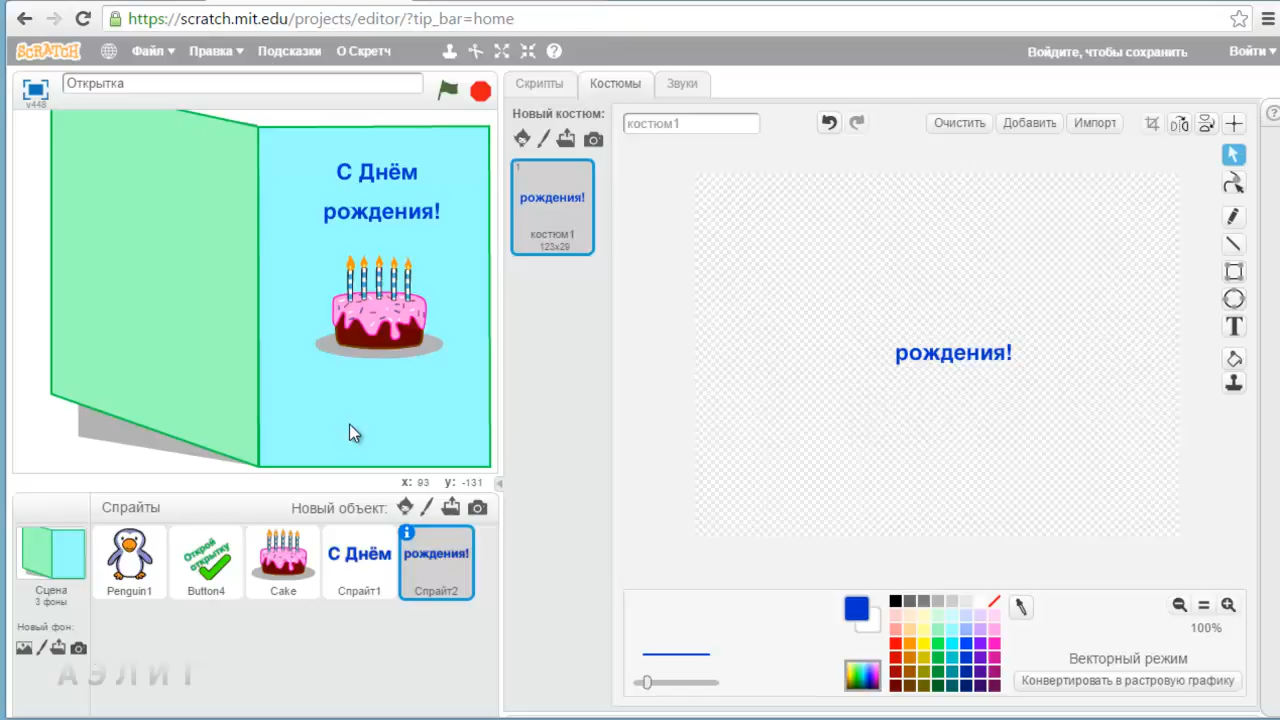 https://scratch.mit.edu/projects/editor/?tip_bar=home
SCRATCH Файл Правка Подсказки О Скретч Войдите, чтобы сохранить Войти
v448
Открытка
Скрипты Костюмы Звуки
Новый костюм:
костюм1
Очистить Добавить Импорт
1
рождения!
костюм1
123x29
С Днём
рождения!
рождения!
T
x: 93 y: -131
Спрайты Новый объект:
Открой
открытку
С Днём
рождения!
Сцена
3 фоны
Penguin1 Button4 Cake Спрайт1 Спрайт2
Новый фон:
АЭЛИТ
100%
Векторный режим
Конвертировать в растровую графику